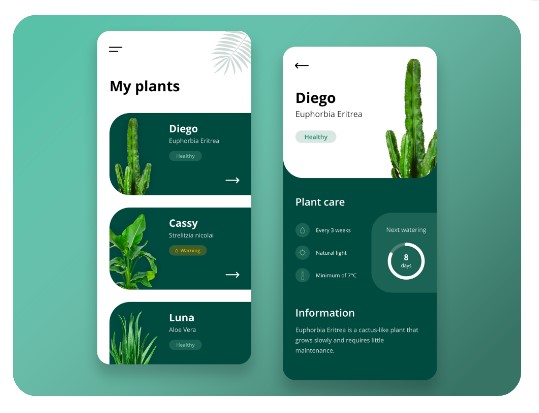 My plants
Diego
Euphorbia Eritrea
Healthy
Cassy
Strelitzia nicolai
Warning
Luna
Aloe Vera
Healthy
Diego
Euphorbia Eritrea
Healthy
Plant care
Every 3 weeks
Natural light
Minimum of 7°C
Next watering
8
days
Information
Euphorbia Eritrea is a cactus-like plant that
grows slowly and requires little
maintenance.